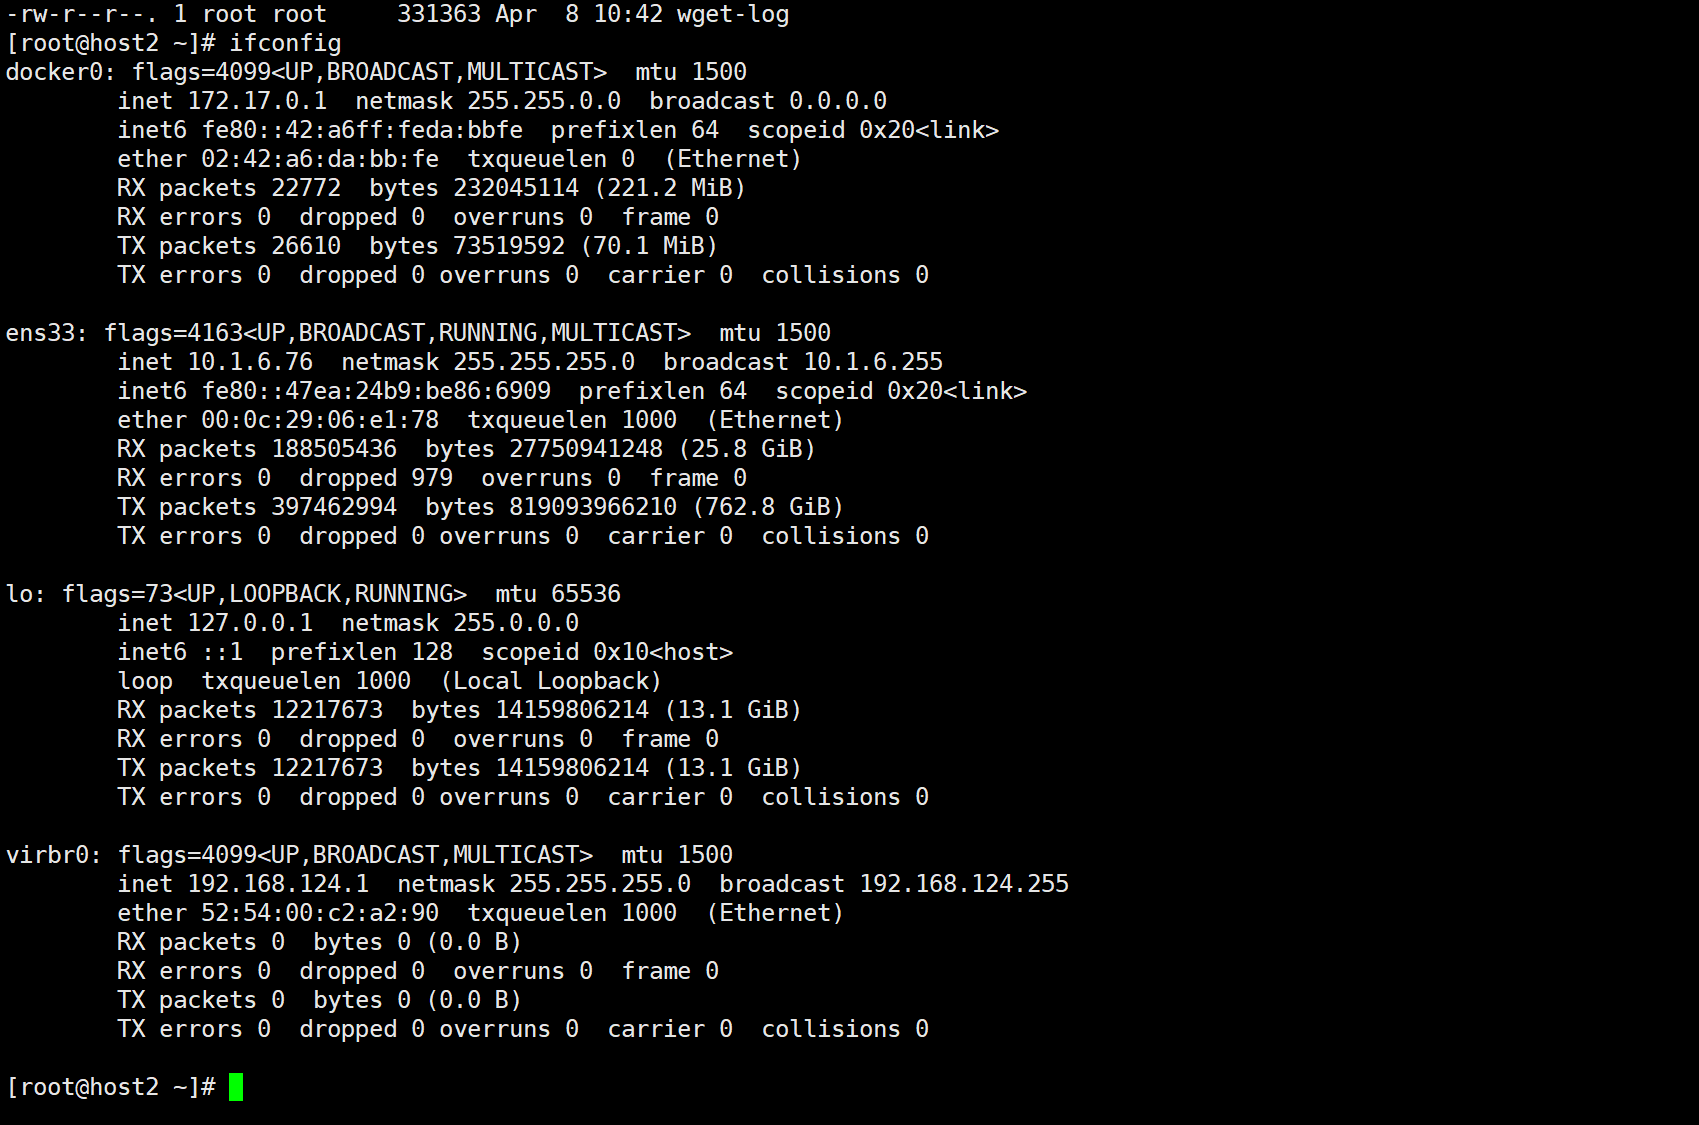 -rw-r--r--. 1 root root     331363 Apr  8 10:42 wget-log
[root@host2 ~]# ifconfig
docker0: flags=4099<UP,BROADCAST,MULTICAST>  mtu 1500
        inet 172.17.0.1  netmask 255.255.0.0  broadcast 0.0.0.0
        inet6 fe80::42:a6ff:feda:bbfe  prefixlen 64  scopeid 0x20<link>
        ether 02:42:a6:da:bb:fe  txqueuelen 0  (Ethernet)
        RX packets 22772  bytes 232045114 (221.2 MiB)
        RX errors 0  dropped 0  overruns 0  frame 0
        TX packets 26610  bytes 73519592 (70.1 MiB)
        TX errors 0  dropped 0 overruns 0  carrier 0  collisions 0

ens33: flags=4163<UP,BROADCAST,RUNNING,MULTICAST>  mtu 1500
        inet 10.1.6.76  netmask 255.255.255.0  broadcast 10.1.6.255
        inet6 fe80::47ea:24b9:be86:6909  prefixlen 64  scopeid 0x20<link>
        ether 00:0c:29:06:e1:78  txqueuelen 1000  (Ethernet)
        RX packets 188505436  bytes 27750941248 (25.8 GiB)
        RX errors 0  dropped 979  overruns 0  frame 0
        TX packets 397462994  bytes 819093966210 (762.8 GiB)
        TX errors 0  dropped 0 overruns 0  carrier 0  collisions 0

lo: flags=73<UP,LOOPBACK,RUNNING>  mtu 65536
        inet 127.0.0.1  netmask 255.0.0.0
        inet6 ::1  prefixlen 128  scopeid 0x10<host>
        loop  txqueuelen 1000  (Local Loopback)
        RX packets 12217673  bytes 14159806214 (13.1 GiB)
        RX errors 0  dropped 0  overruns 0  frame 0
        TX packets 12217673  bytes 14159806214 (13.1 GiB)
        TX errors 0  dropped 0 overruns 0  carrier 0  collisions 0

virbr0: flags=4099<UP,BROADCAST,MULTICAST>  mtu 1500
        inet 192.168.124.1  netmask 255.255.255.0  broadcast 192.168.124.255
        ether 52:54:00:c2:a2:90  txqueuelen 1000  (Ethernet)
        RX packets 0  bytes 0 (0.0 B)
        RX errors 0  dropped 0  overruns 0  frame 0
        TX packets 0  bytes 0 (0.0 B)
        TX errors 0  dropped 0 overruns 0  carrier 0  collisions 0

[root@host2 ~]#